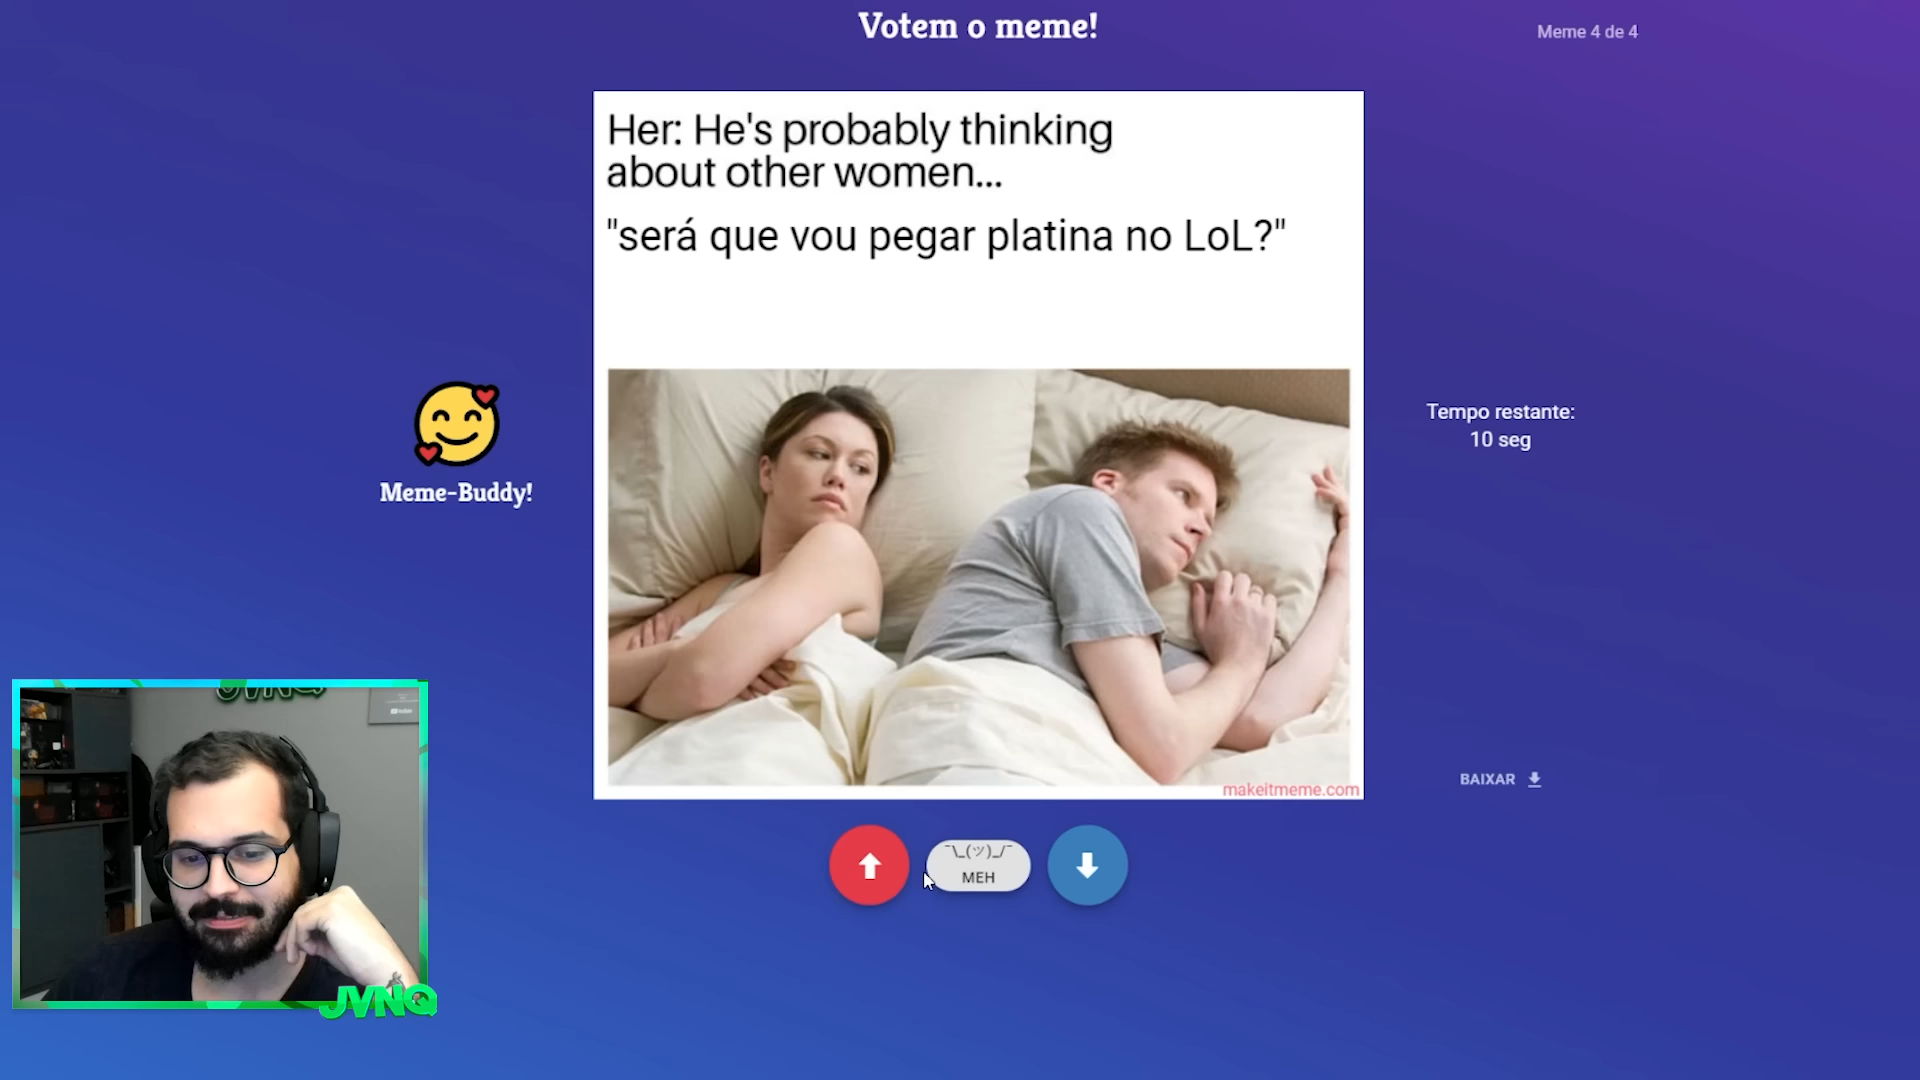 Votem o meme!
Meme 4 de 4
Her: He's probably thinking
about other women...
"será que vou pegar platina no LoL?"
Meme-Buddy!
Tempo restante:
10 seg
makeitmeme.com
BAIXAR
¯\_(ツ)_/¯
MEH
JVNQ
JVNQ